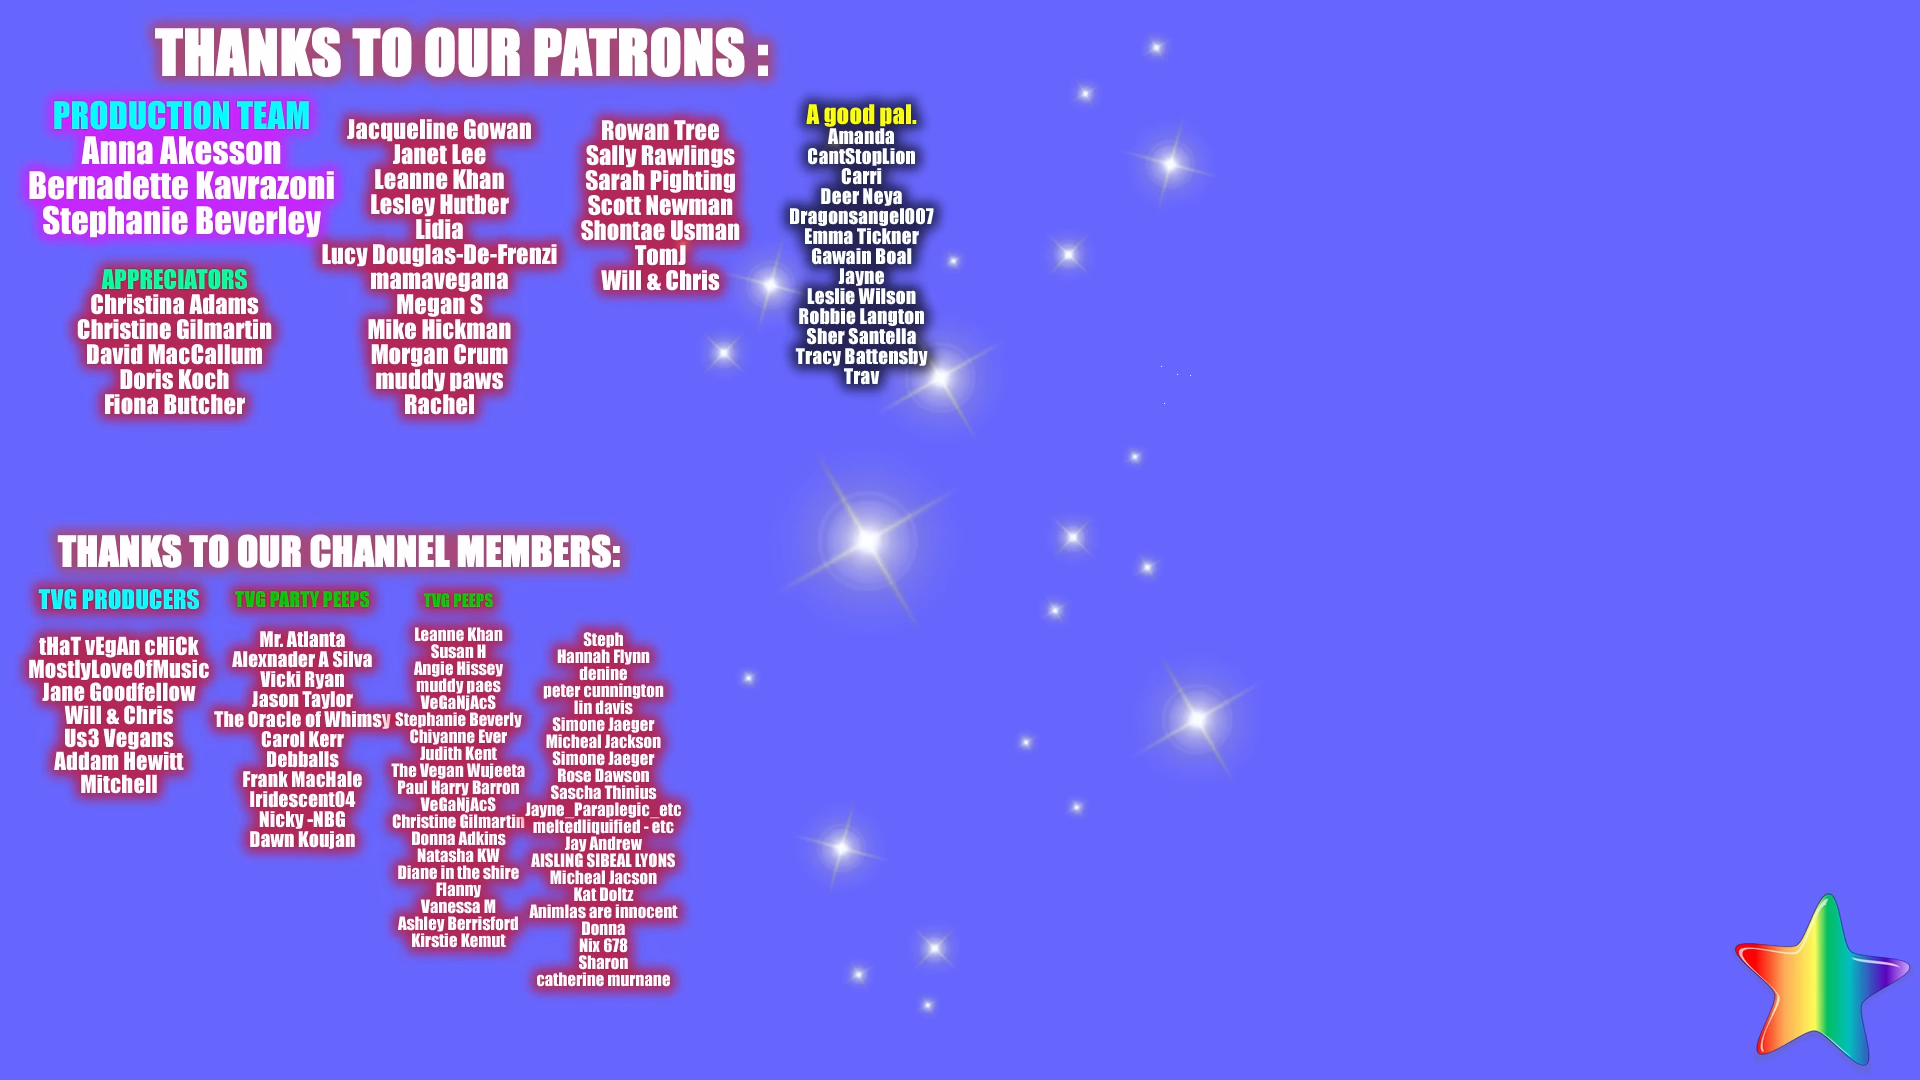 THANKS TO OUR PATRONS :
PRODUCTION TEAM
Anna Akesson
Bernadette Kavrazoni
Stephanie Beverley
APPRECIATORS
Christina Adams
Christine Gilmartin
David MacCallum
Doris Koch
Fiona Butcher
Jacqueline Gowan
Janet Lee
Leanne Khan
Lesley Hutber
Lidia
Lucy Douglas-De-Frenzi
mamavegana
Megan S
Mike Hickman
Morgan Crum
muddy paws
Rachel
Rowan Tree
Sally Rawlings
Sarah Pighting
Scott Newman
Shontae Usman
TomJ
Will & Chris
A good pal.
Amanda
CantStopLion
Carri
Deer Neya
Dragonsangel007
Emma Tickner
Gawain Boal
Jayne
Leslie Wilson
Robbie Langton
Sher Santella
Tracy Battensby
Trav
THANKS TO OUR CHANNEL MEMBERS:
TVG PRODUCERS
tHaT vEgAn cHiCk
MostlyLoveOfMusic
Jane Goodfellow
Will & Chris
Us3 Vegans
Addam Hewitt
Mitchell
TVG PARTY PEEPS
Mr. Atlanta
Alexnader A Silva
Vicki Ryan
Jason Taylor
The Oracle of Whimsy
Carol Kerr
Debballs
Frank MacHale
Iridescent04
Nicky -NBG
Dawn Koujan
TVG PEEPS
Leanne Khan
Susan H
Angie Hissey
muddy paes
VeGaNjAcS
Stephanie Beverly
Chiyanne Ever
Judith Kent
The Vegan Wujeeta
Paul Harry Barron
VeGaNjAcS
Christine Gilmartin
Donna Adkins
Natasha KW
Diane in the shire
Flanny
Vanessa M
Ashley Berrisford
Kirstie Kemut
Steph
Hannah Flynn
denine
peter cunnington
lin davis
Simone Jaeger
Micheal Jackson
Simone Jaeger
Rose Dawson
Sascha Thinius
Jayne_Paraplegic_etc
meltedliquified - etc
Jay Andrew
AISLING SIBEAL LYONS
Micheal Jacson
Kat Doltz
Animlas are innocent
Donna
Nix 678
Sharon
catherine murnane